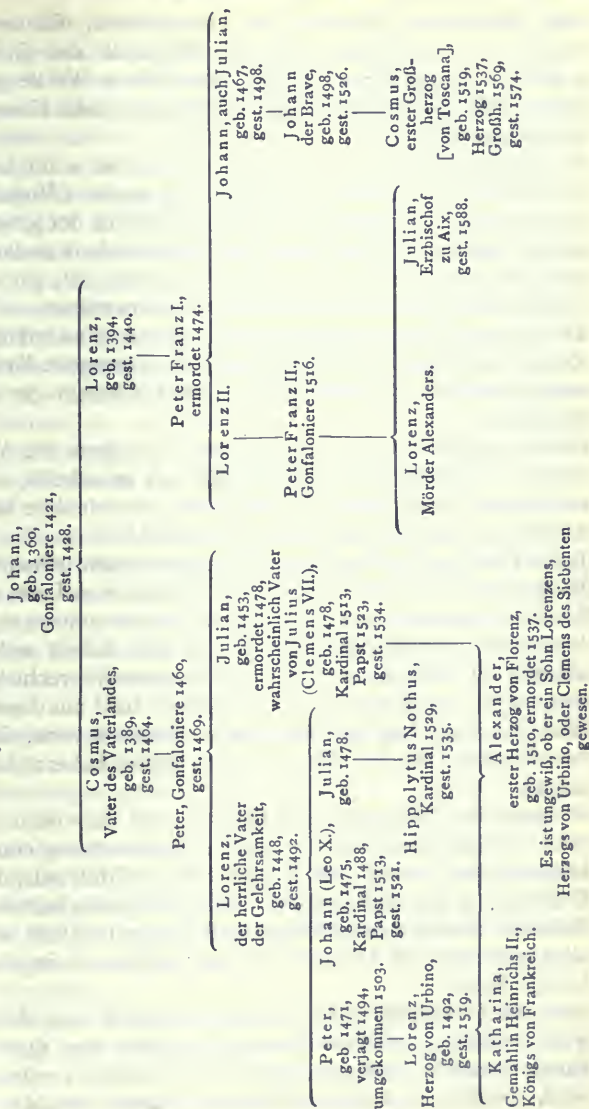 Johann,
geb. 1360,
Gonfaloniere 1421,
gest. 1428.
Cosmus,
Vater des Vaterlandes,
geb. 1389,
gest. 1464.
Lorenz,
geb. 1394,
gest. 1440.
Peter, Gonfaloniere 1460,
gest. 1469.
Peter Franz I.,
ermordet 1474.
Lorenz,
der herrliche Vater
der Gelehrsamkeit,
geb. 1448,
gest. 1492.
Julian,
geb. 1453,
ermordet 1478,
wahrscheinlich Vater
von Julius
(Clemens VII.),
geb. 1478,
Kardinal 1513,
Papst 1523,
gest. 1534.
Lorenz II.
Johann, auch Julian,
geb. 1467,
gest. 1498.
Peter Franz II.,
Gonfaloniere 1516.
Johann
der Brave,
geb. 1498,
gest. 1526.
Peter,
geb 1471,
verjagt 1494,
umgekommen 1503.
Johann (Leo X.),
geb. 1475,
Kardinal 1488,
Papst 1513,
gest. 1521.
Julian,
geb. 1478.
Lorenz,
Herzog von Urbino,
geb. 1492,
gest. 1519.
Hippolytus Nothus,
Kardinal 1529,
gest. 1535.
Lorenz,
Mörder Alexanders.
Julian,
Erzbischof
zu Aix,
gest. 1588.
Cosmus,
erster Groß-
herzog
[von Toscana],
geb. 1519,
Herzog 1537,
Großh. 1569,
gest. 1574.
Katharina,
Gemahlin Heinrichs II.,
Königs von Frankreich.
Alexander,
erster Herzog von Florenz,
geb. 1510, ermordet 1537.
Es ist ungewiß, ob er ein Sohn Lorenzens,
Herzogs von Urbino, oder Clemens des Siebenten
gewesen.